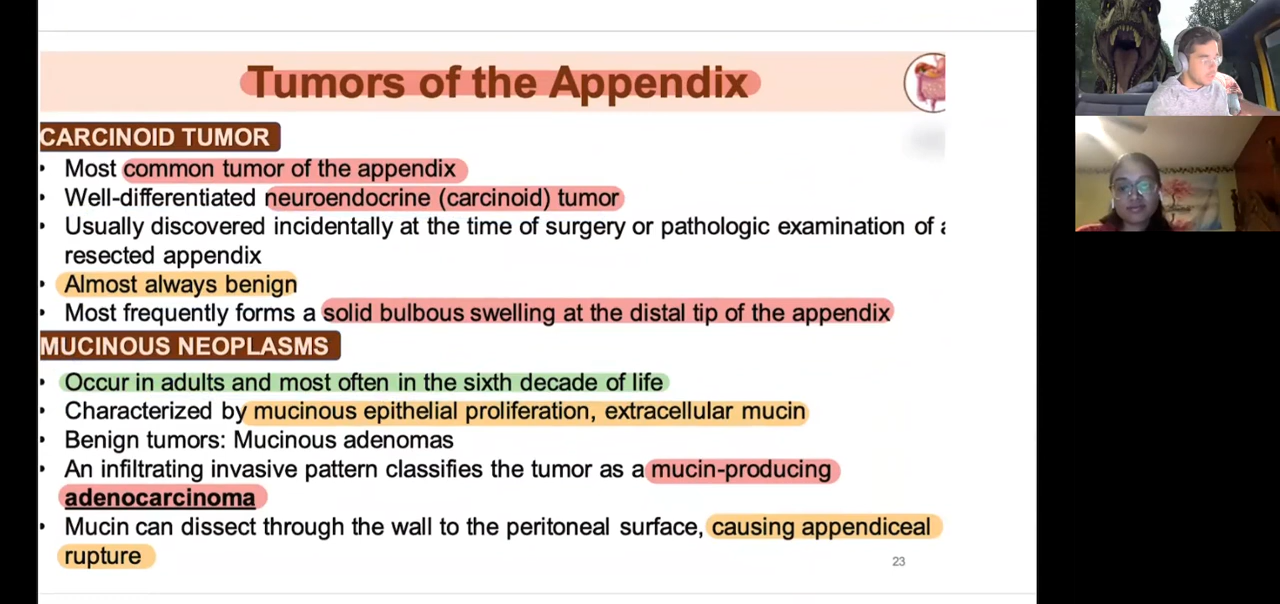 Tumors of the Appendix
CARCINOID TUMOR
Most common tumor of the appendix
Well-differentiated neuroendocrine (carcinoid) tumor
Usually discovered incidentally at the time of surgery or pathologic examination of
resected appendix
Almost always benign
Most frequently forms a solid bulbous swelling at the distal tip of the appendix
MUCINOUS NEOPLASMS
Occur in adults and most often in the sixth decade of life
Characterized by mucinous epithelial proliferation, extracellular mucin
Benign tumors: Mucinous adenomas
An infiltrating invasive pattern classifies the tumor as a mucin-producing
adenocarcinoma
Mucin can dissect through the wall to the peritoneal surface, causing appendiceal
rupture
23